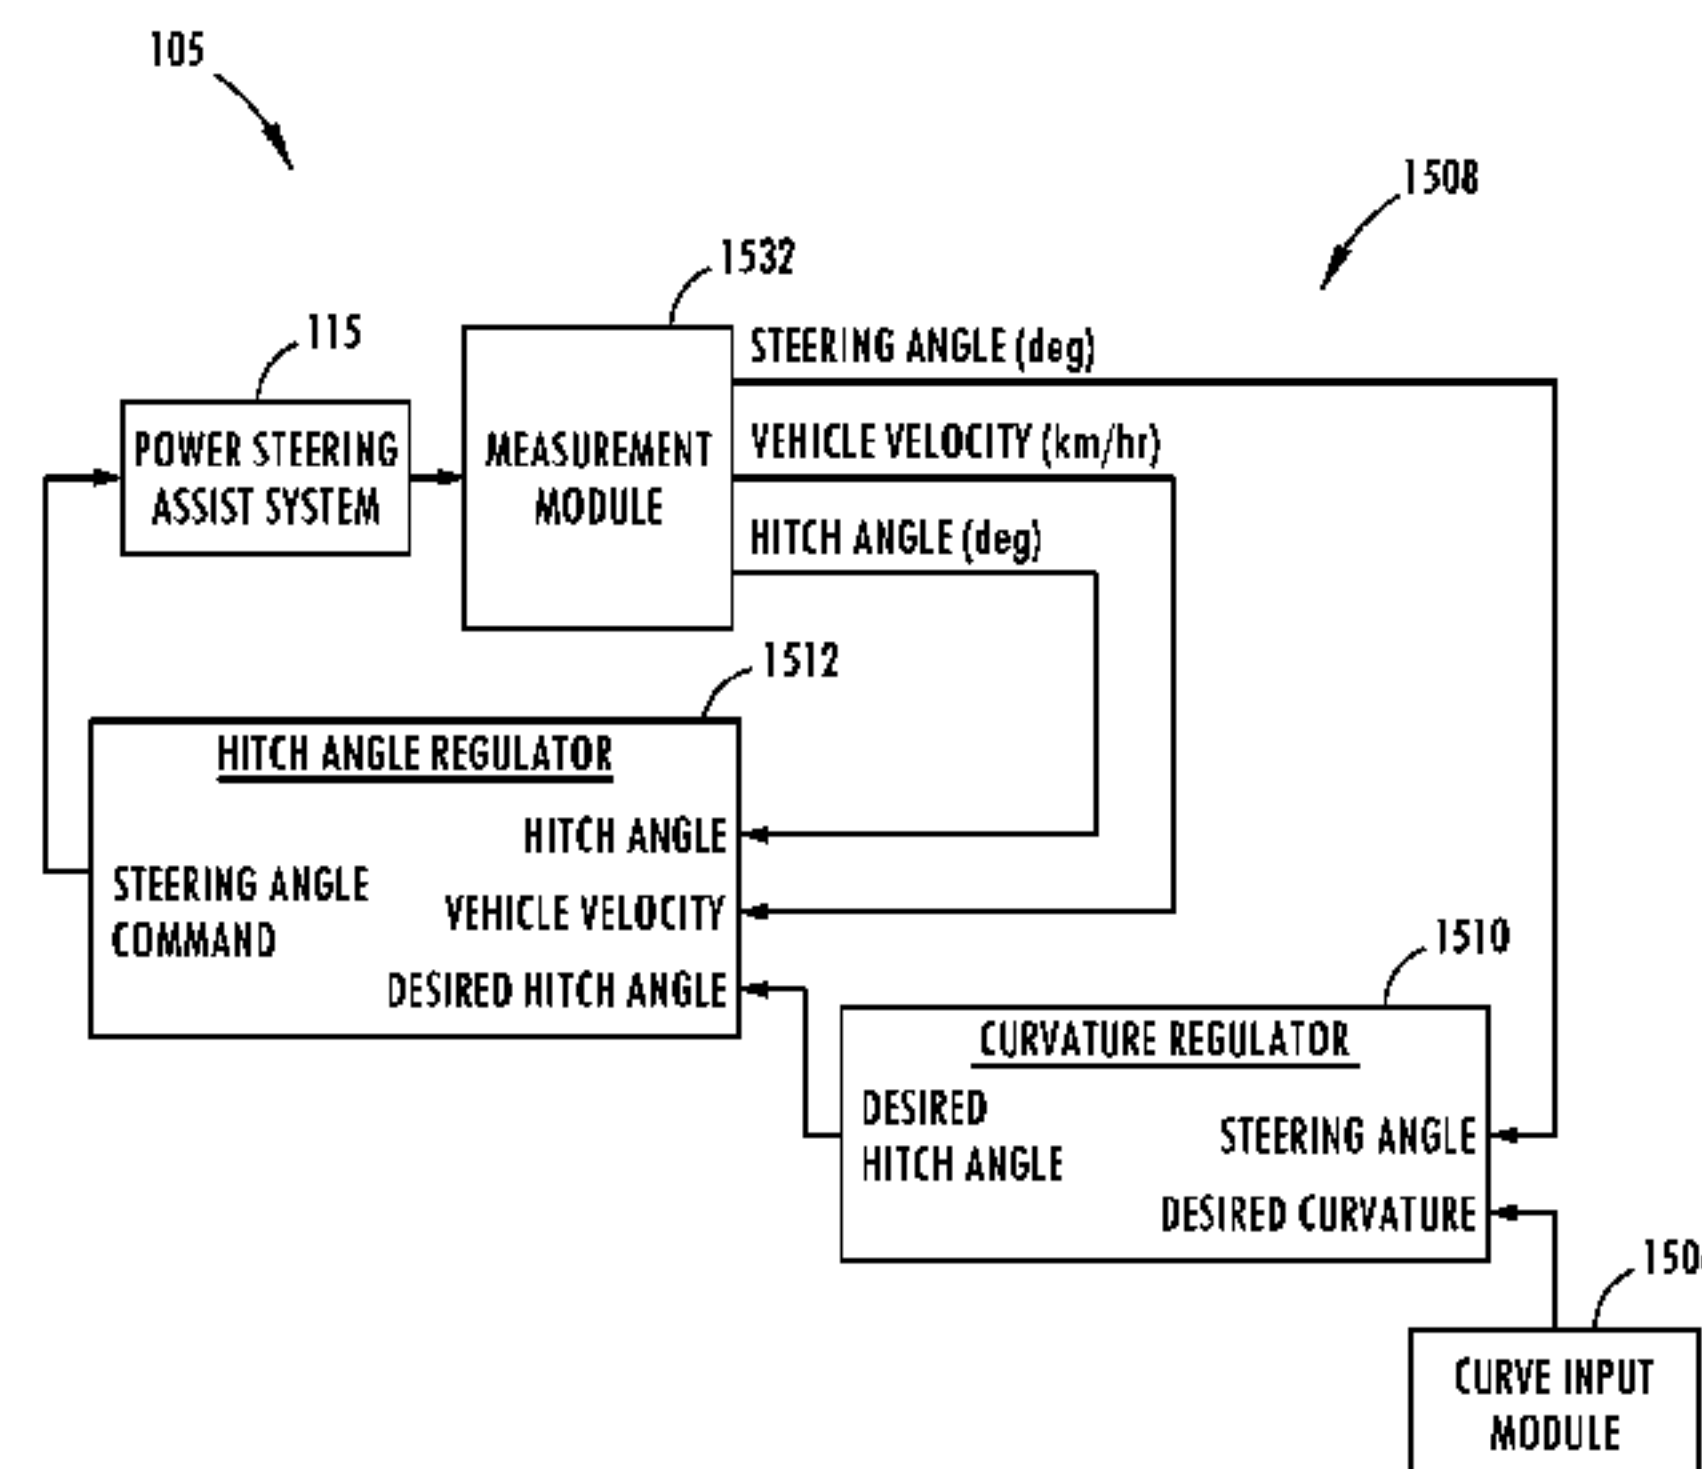 105
1508
1532
115
STEERING ANGLE (deg)
POWER STEERING
ASSIST SYSTEM
MEASUREMENT
MODULE
VEHICLE VELOCITY (km/hr)
HITCH ANGLE (deg)
1512
HITCH ANGLE REGULATOR
HITCH ANGLE
STEERING ANGLE
COMMAND
VEHICLE VELOCITY
DESIRED HITCH ANGLE
1510
CURVATURE REGULATOR
DESIRED
HITCH ANGLE
STEERING ANGLE
DESIRED CURVATURE
CURVE INPUT
MODULE